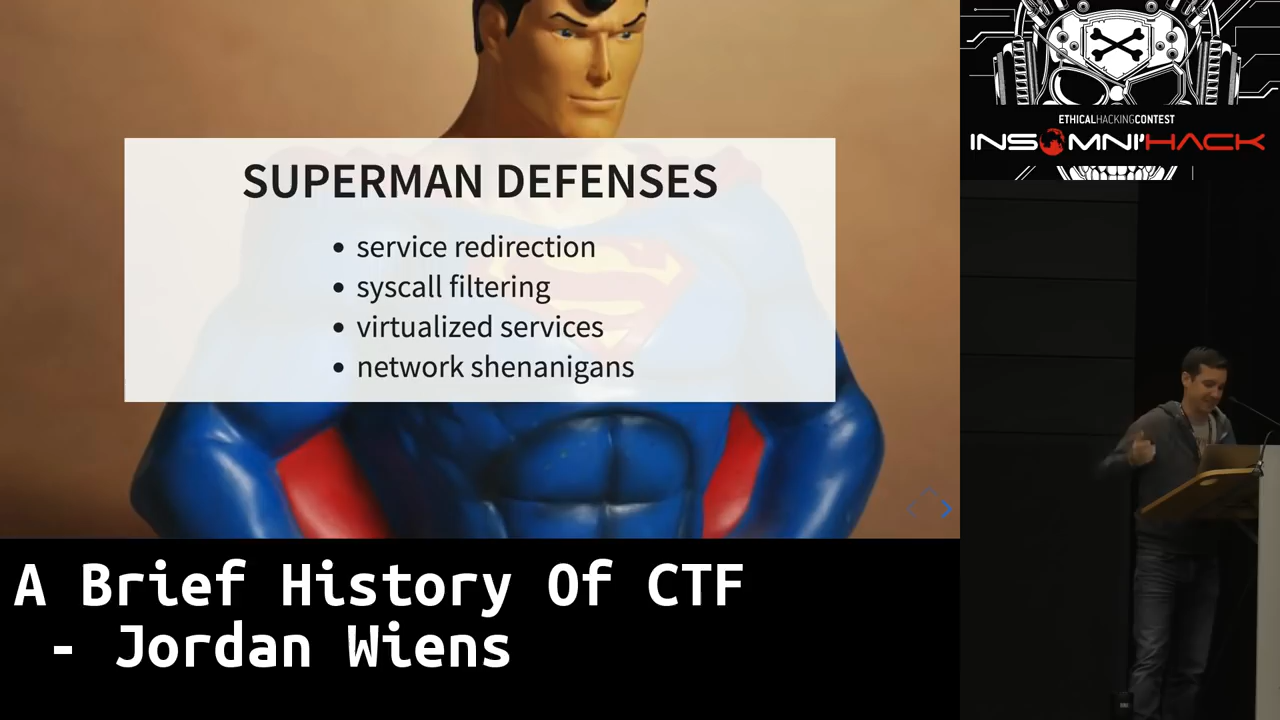 SUPERMAN DEFENSES
• service redirection
• syscall filtering
• virtualized services
• network shenanigans
ETHICALHACKINGCONTEST
INSOMNI'HACK
A Brief History Of CTF
- Jordan Wiens